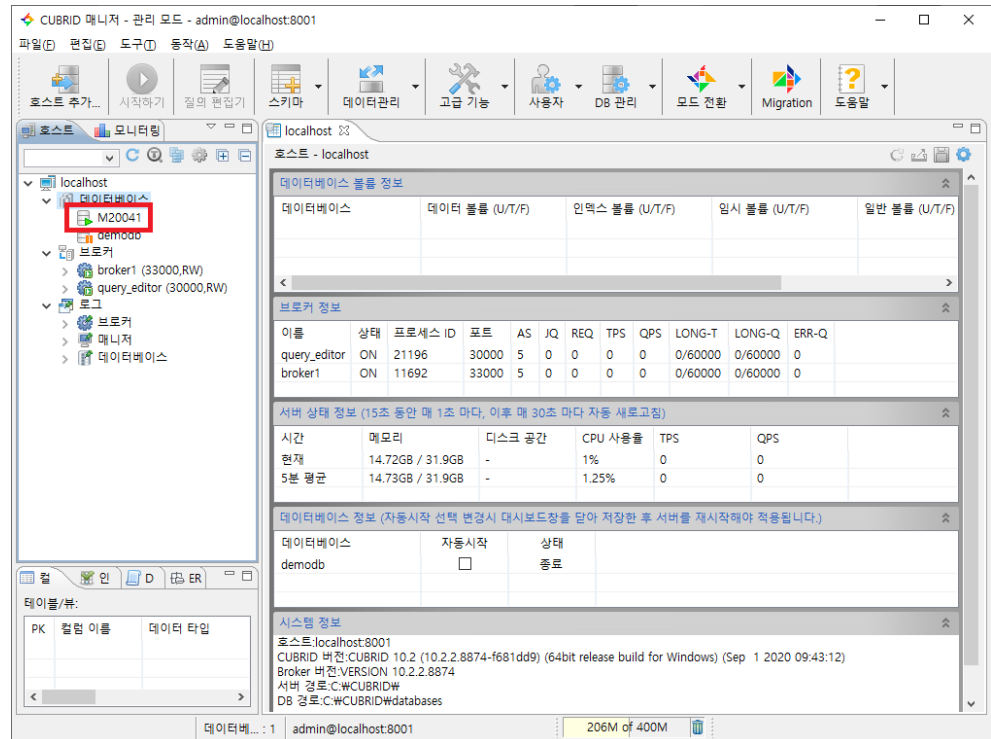 CUBRID 매니저 - 관리 모드 - admin@localhost:8001
파일(F) 편집(E) 도구(T) 동작(A) 도움말(H)
호스트 추가... 시작하기 질의 편집기 스키마 데이터관리 고급 기능 사용자 DB 관리 모드 전환 Migration 도움말
호스트 모니터링
localhost
데이터베이스
M20041
demodb
브로커
broker1 (33000,RW)
query_editor (30000,RW)
로그
브로커
매니저
데이터베이스
컬 인 D ER
테이블/뷰:
PK 컬럼 이름 데이터 타입
localhost
호스트 - localhost
데이터베이스 볼륨 정보
데이터베이스 데이터 볼륨 (U/T/F) 인덱스 볼륨 (U/T/F) 임시 볼륨 (U/T/F) 일반 볼륨 (U/T/F)
브로커 정보
이름 상태 프로세스 ID 포트 AS JQ REQ TPS QPS LONG-T LONG-Q ERR-Q
query_editor ON 21196 30000 5 0 0 0 0 0/60000 0/60000 0
broker1 ON 11692 33000 5 0 0 0 0 0/60000 0/60000 0
서버 상태 정보 (15초 동안 매 1초 마다, 이후 매 30초 마다 자동 새로고침)
시간 메모리 디스크 공간 CPU 사용율 TPS QPS
현재 14.72GB / 31.9GB - 1% 0 0
5분 평균 14.73GB / 31.9GB - 1.25% 0 0
데이터베이스 정보 (자동시작 선택 변경시 대시보드창를 닫아 저장한 후 서버를 재시작해야 적용됩니다.)
데이터베이스 자동시작 상태
demodb 종료
시스템 정보
호스트:localhost:8001
CUBRID 버전:CUBRID 10.2 (10.2.2.8874-f681dd9) (64bit release build for Windows) (Sep 1 2020 09:43:12)
Broker 버전:VERSION 10.2.2.8874
서버 경로:C:₩CUBRID₩
DB 경로:C:₩CUBRID₩databases
데이터베... : 1 admin@localhost:8001 206M of 400M